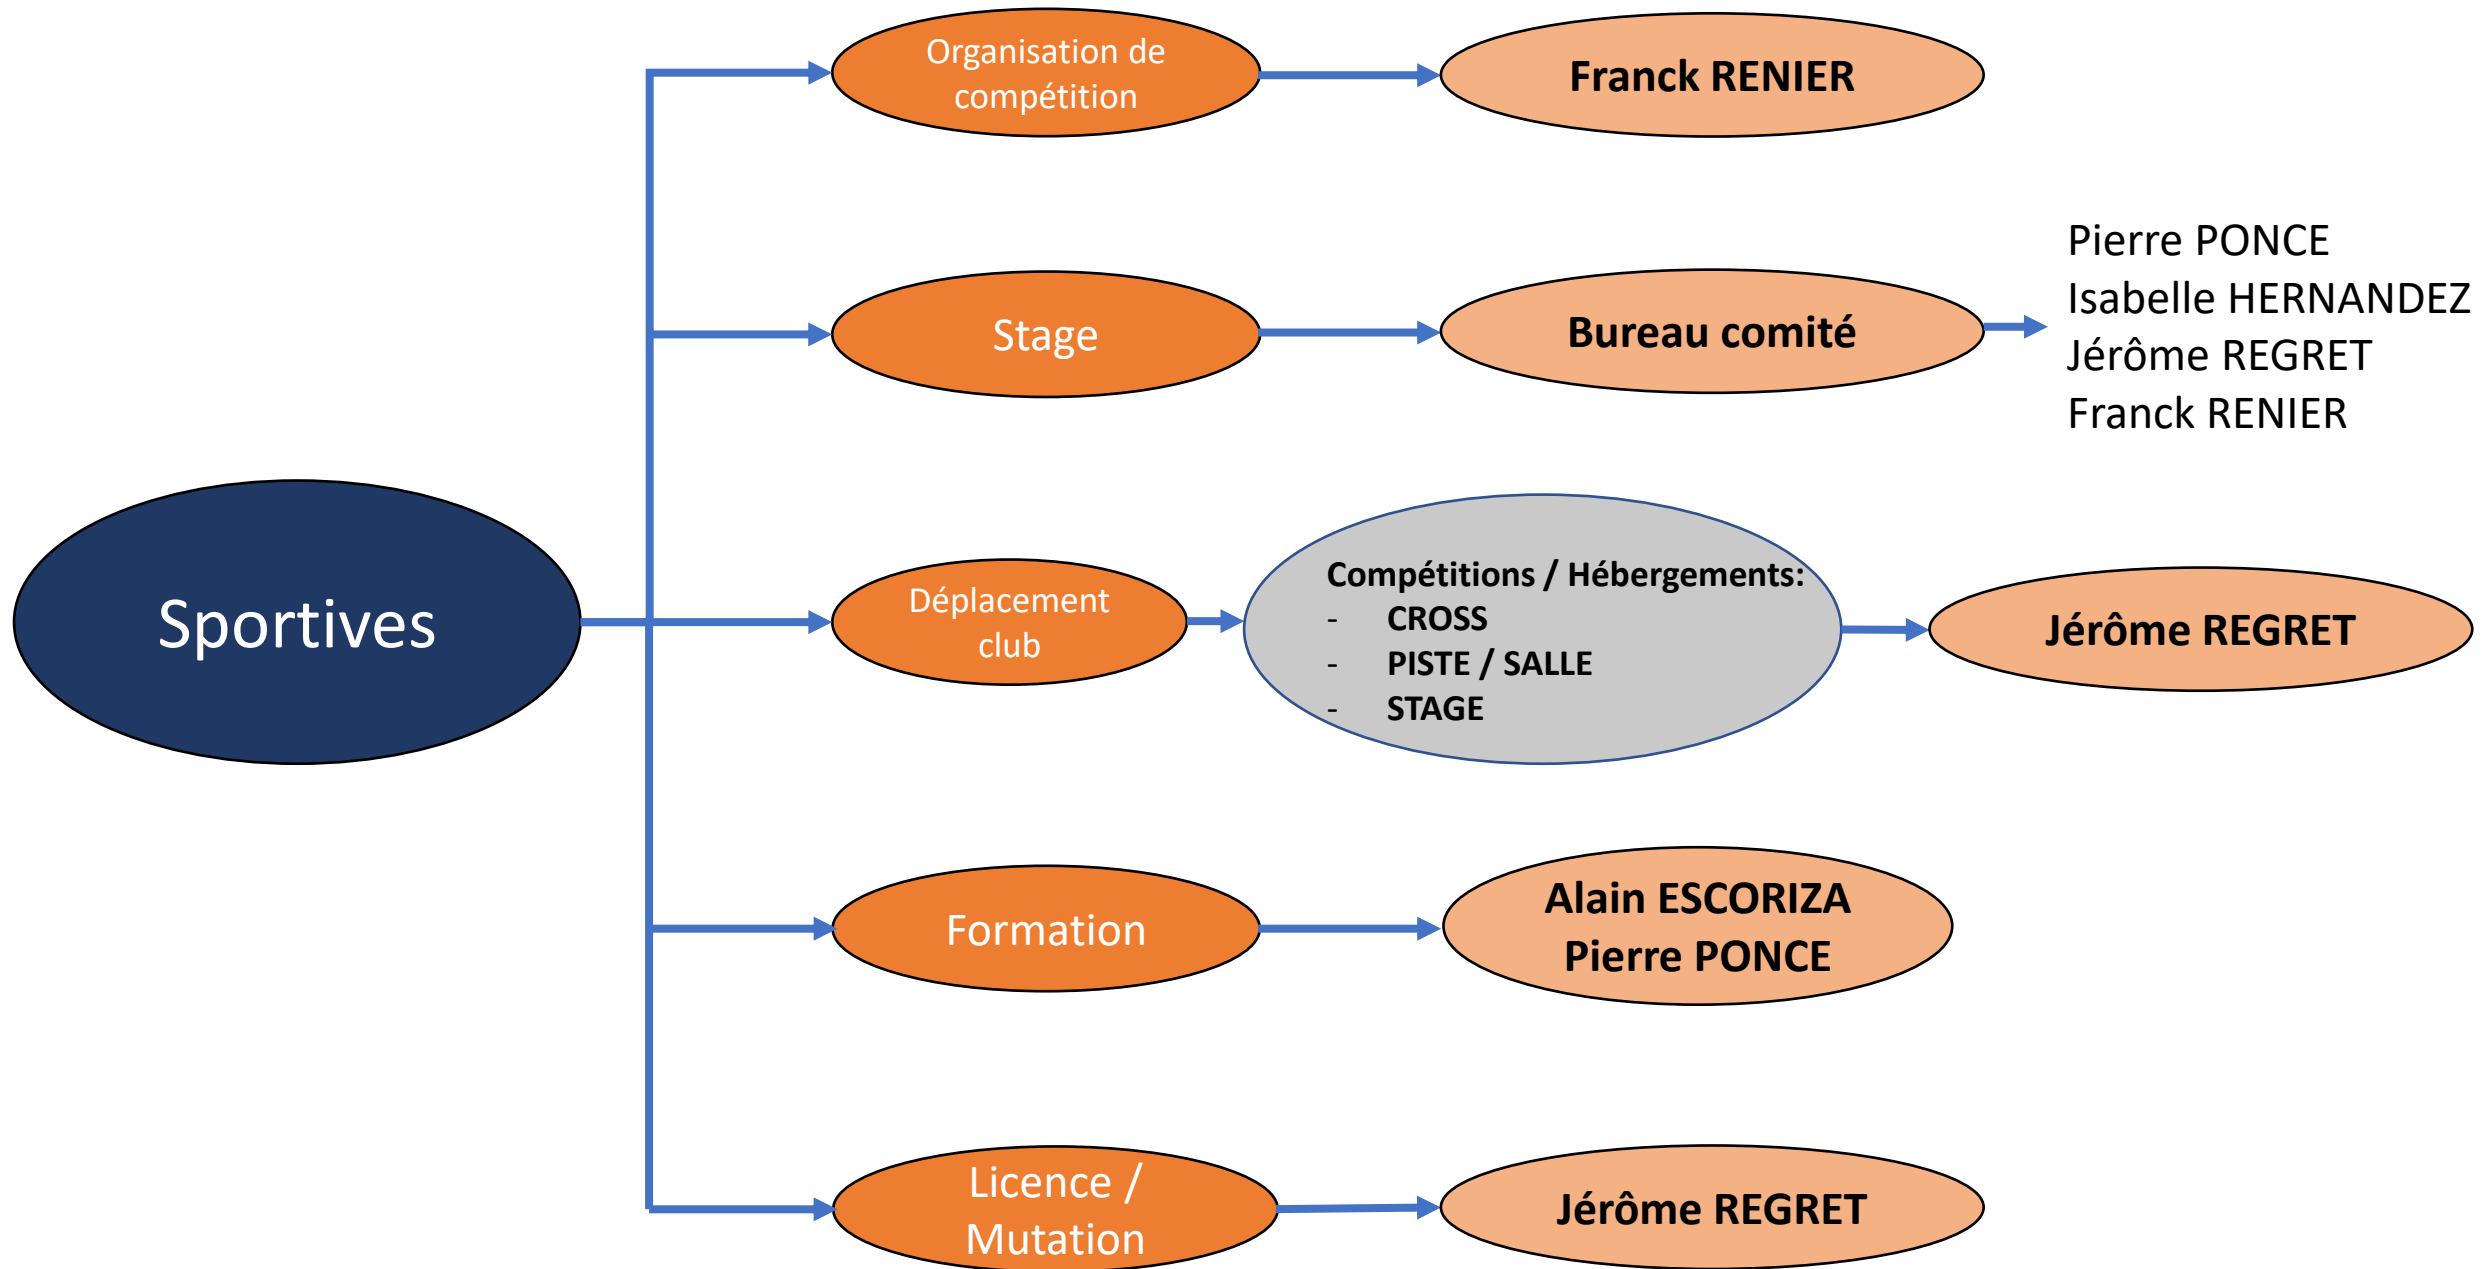 Organisation de
compétition
Franck RENIER
Stage
Bureau comité
Pierre PONCE
Isabelle HERNANDEZ
Jérôme REGRET
Franck RENIER
Sportives
Déplacement
club
Compétitions / Hébergements:
- CROSS
- PISTE / SALLE
- STAGE
Jérôme REGRET
Formation
Alain ESCORIZA
Pierre PONCE
Licence /
Mutation
Jérôme REGRET